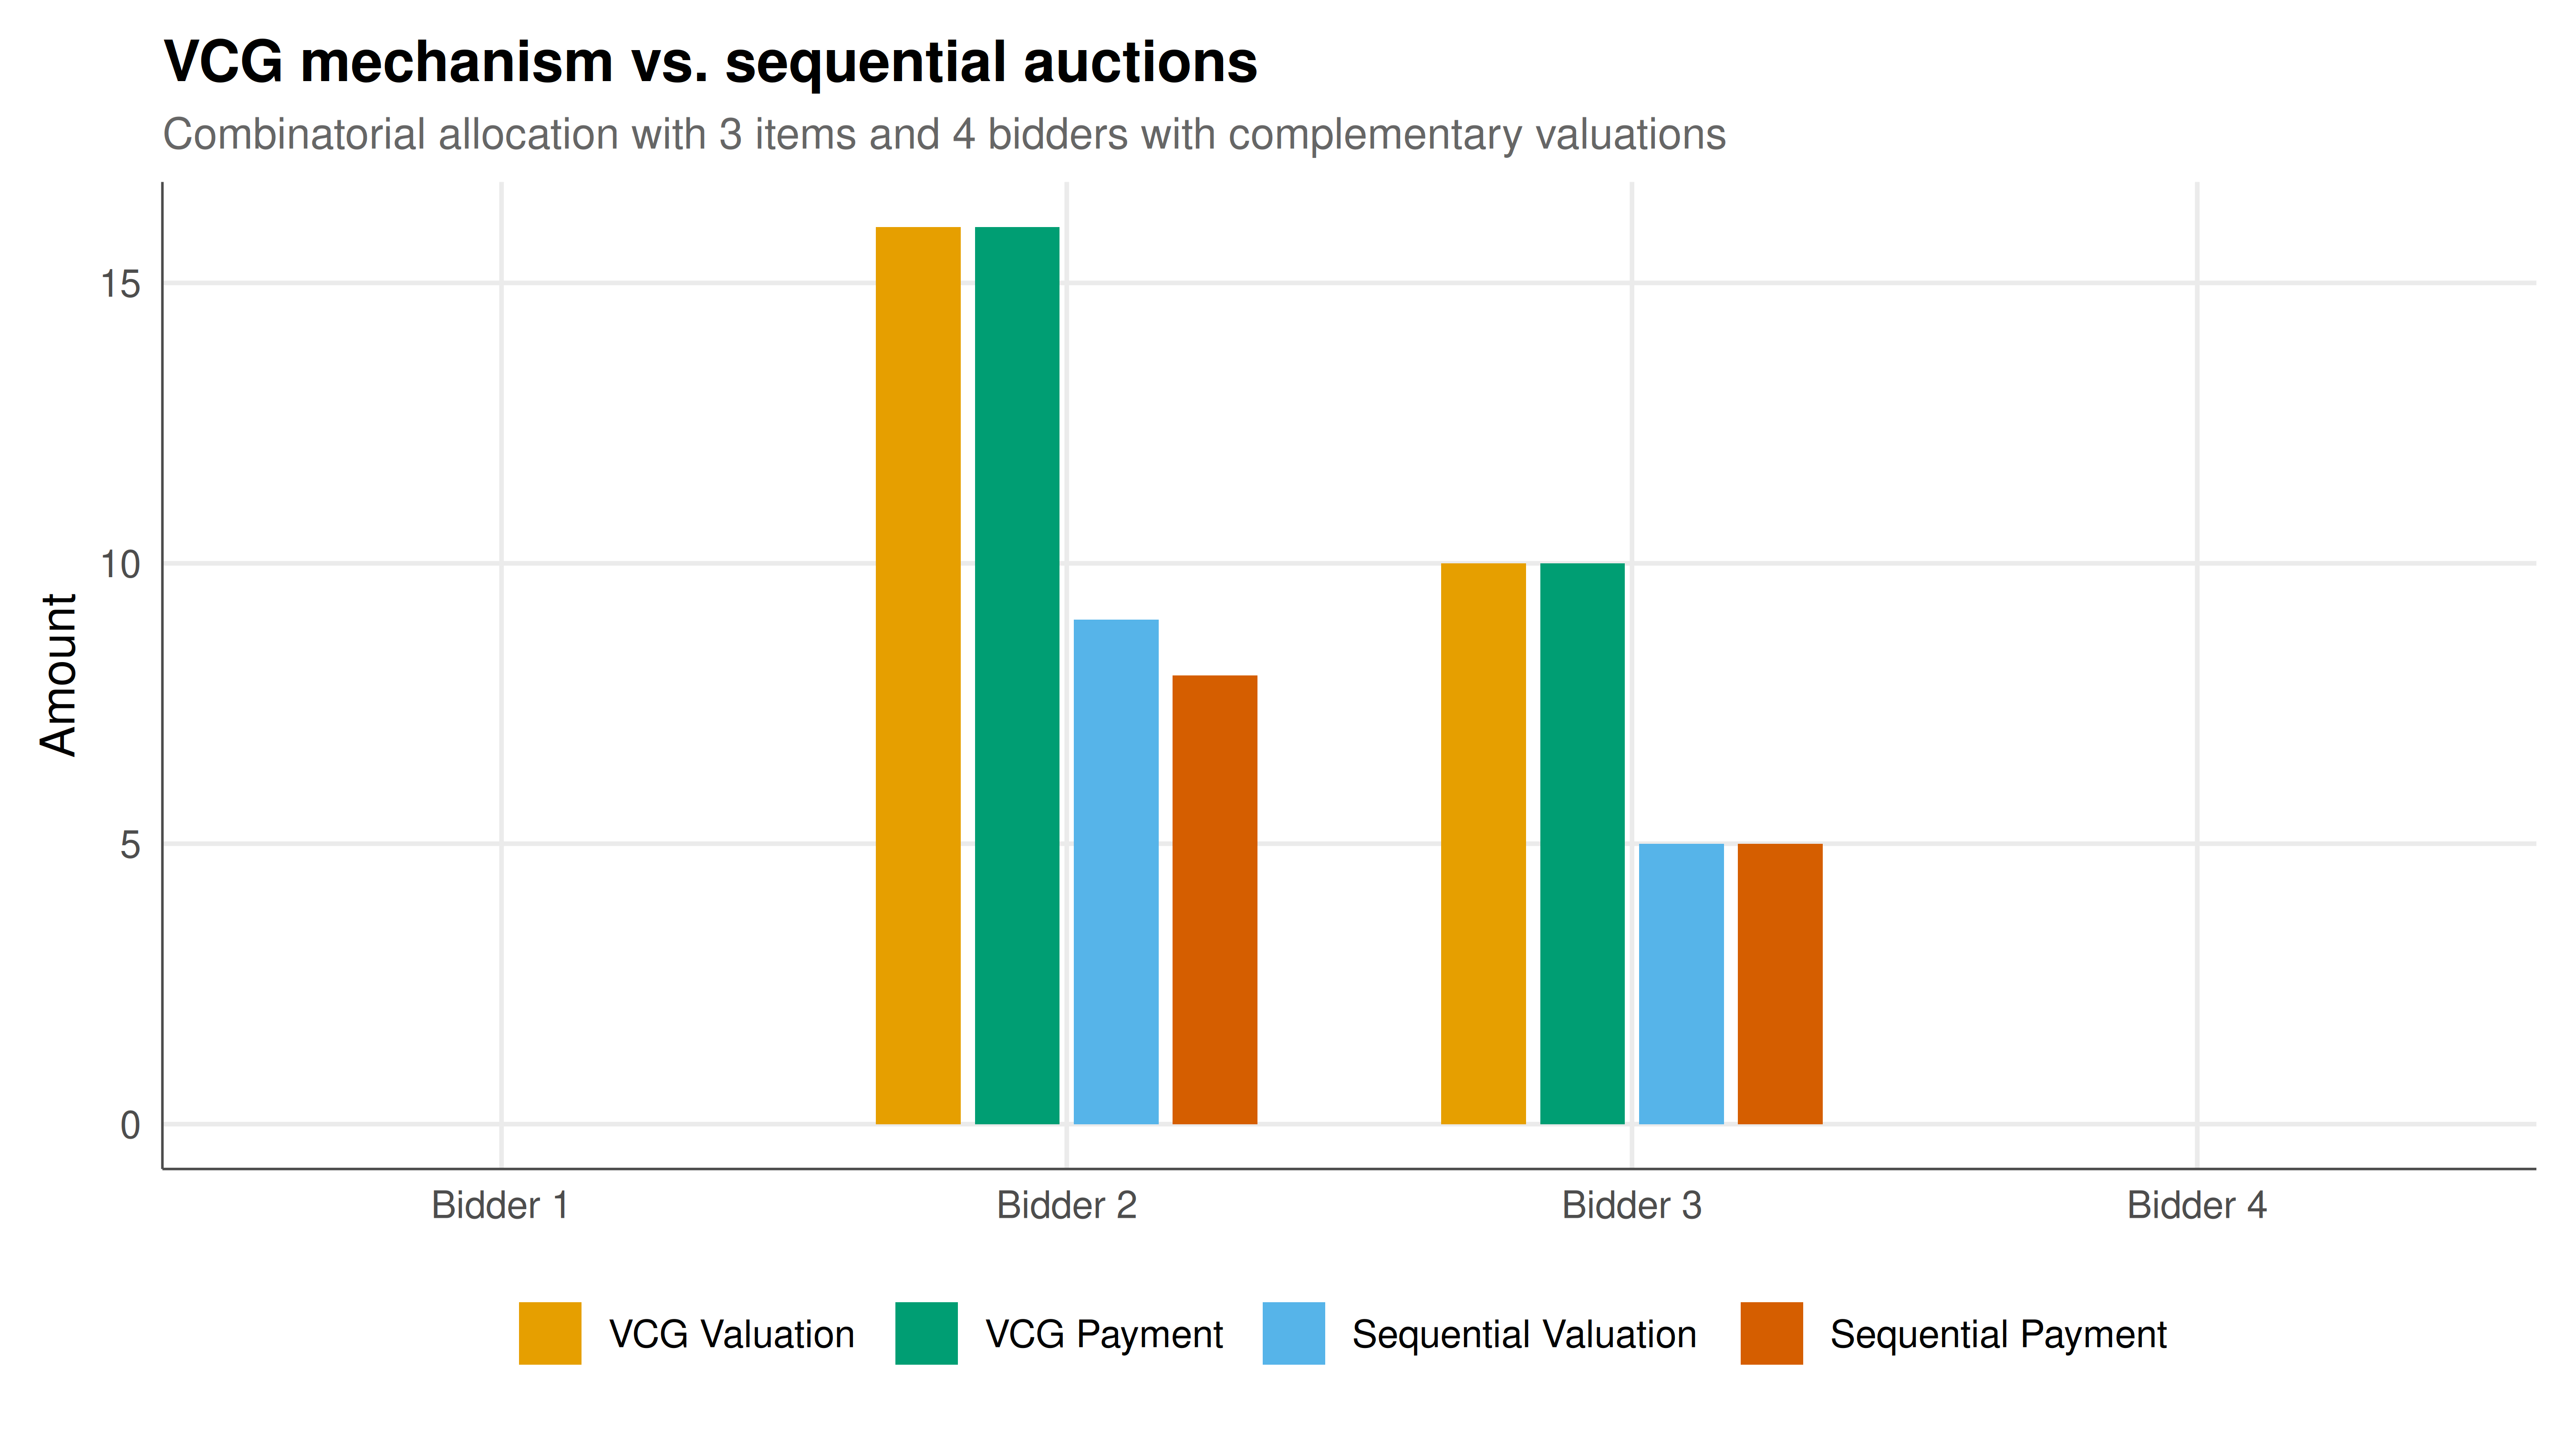 VCG mechanism vs. sequential auctions
Combinatorial allocation with 3 items and 4 bidders with complementary valuations
Amount
15
10
5
0
Bidder 1 Bidder 2 Bidder 3 Bidder 4
VCG Valuation VCG Payment Sequential Valuation Sequential Payment